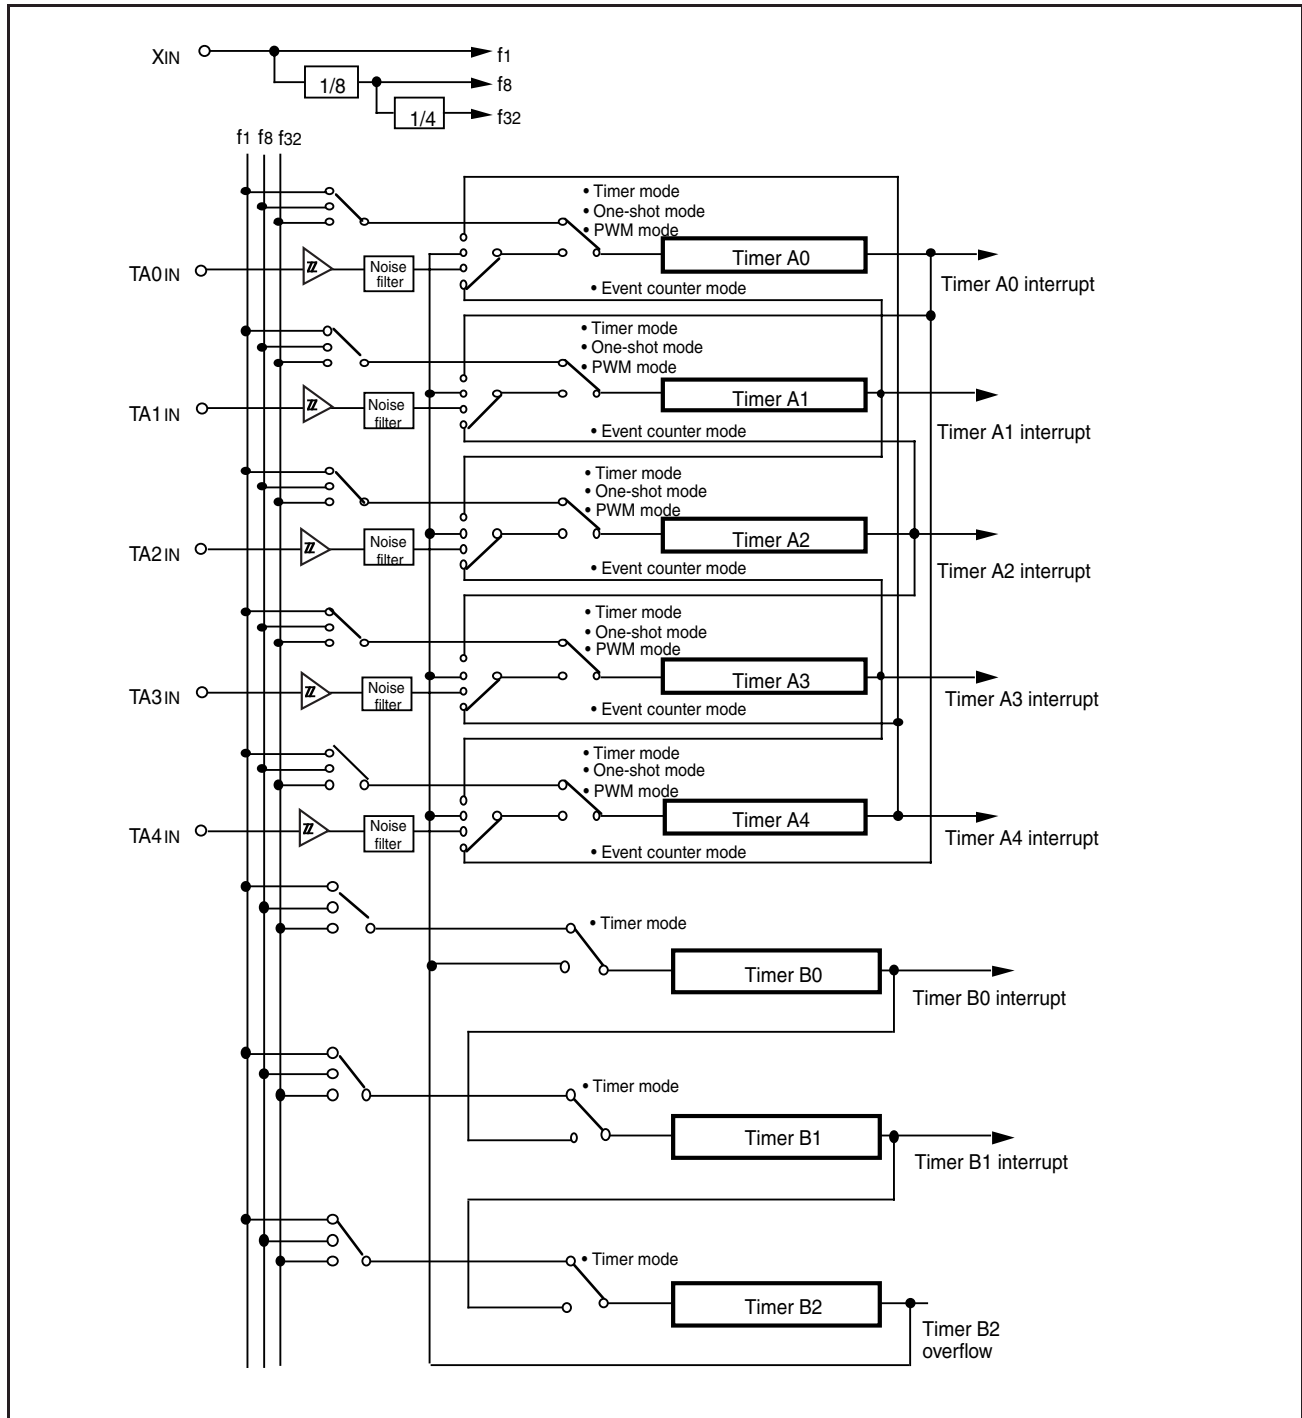 XIN
f1
1/8
f8
1/4
f32
f1 f8 f32
• Timer mode
• One-shot mode
• PWM mode
Timer A0
TA0IN
Noise
filter
• Event counter mode
Timer A0 interrupt
• Timer mode
• One-shot mode
• PWM mode
Timer A1
TA1IN
Noise
filter
• Event counter mode
Timer A1 interrupt
• Timer mode
• One-shot mode
• PWM mode
Timer A2
TA2IN
Noise
filter
• Event counter mode
Timer A2 interrupt
• Timer mode
• One-shot mode
• PWM mode
Timer A3
TA3IN
Noise
filter
• Event counter mode
Timer A3 interrupt
• Timer mode
• One-shot mode
• PWM mode
Timer A4
TA4IN
Noise
filter
• Event counter mode
Timer A4 interrupt
• Timer mode
Timer B0
Timer B0 interrupt
• Timer mode
Timer B1
Timer B1 interrupt
• Timer mode
Timer B2
Timer B2
overflow